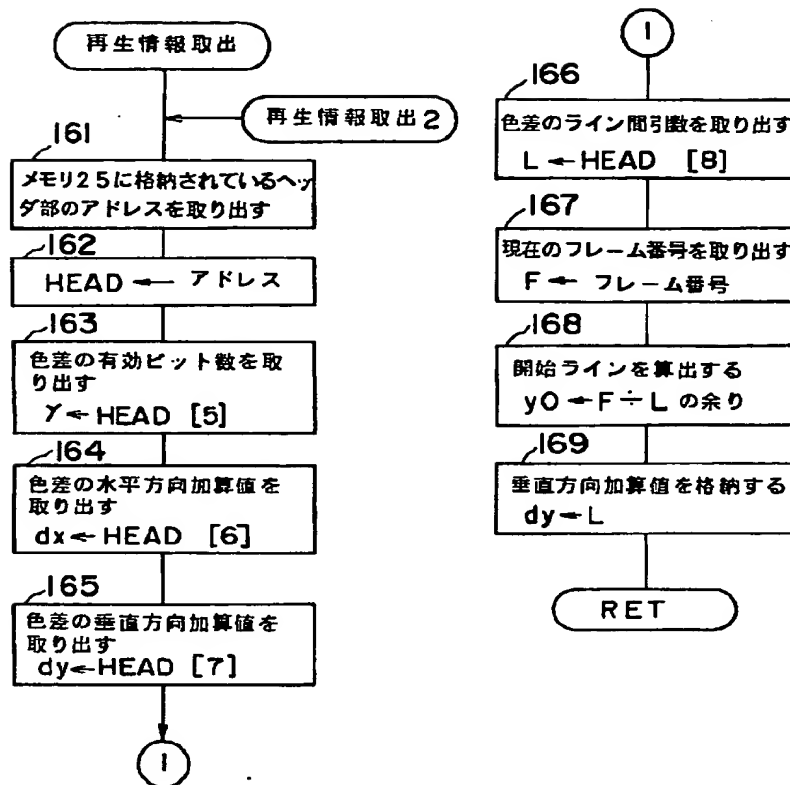 再生情報取出
再生情報取出2
161
メモリ25に格納されているヘッ
ダ部のアドレスを取り出す
162
HEAD ← アドレス
163
色差の有効ビット数を取
り出す
γ ← HEAD [5]
164
色差の水平方向加算値を
取り出す
dx ← HEAD [6]
165
色差の垂直方向加算値を
取り出す
dy ← HEAD [7]
1
1
166
色差のライン間引数を取り出す
L ← HEAD [8]
167
現在のフレーム番号を取り出す
F ← フレーム番号
168
開始ラインを算出する
y0 ← F ÷ L の余り
169
垂直方向加算値を格納する
dy ← L
RET